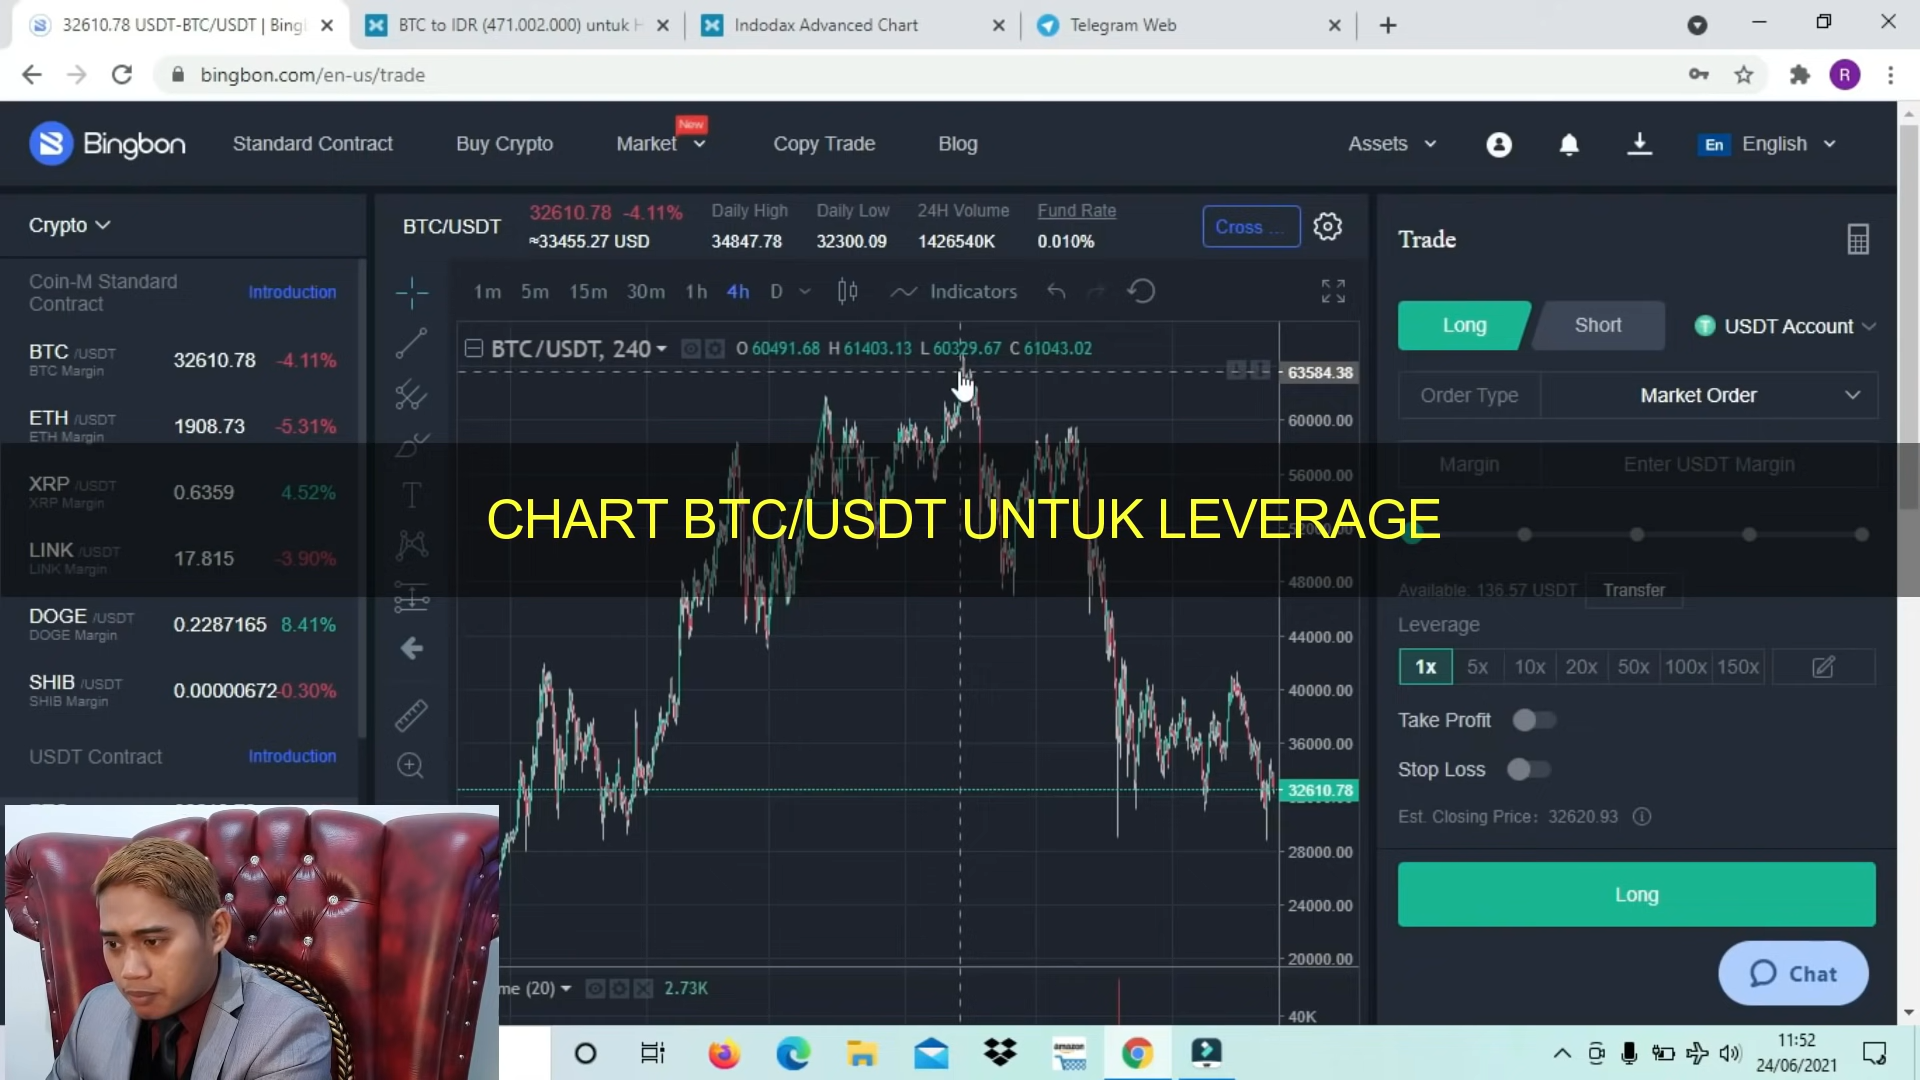 32610.78 USDT-BTC/USDT | Bingl
BTC to IDR (471.002.000) untuk H
Indodax Advanced Chart
Telegram Web
bingbon.com/en-us/trade
R
Bingbon
Standard Contract
Buy Crypto
Market
New
Copy Trade
Blog
Assets
En English
Crypto
Coin-M Standard
Contract
Introduction
BTC /USDT 32610.78 -4.11%
BTC Margin
ETH /USDT 1908.73 -5.31%
ETH Margin
XRP /USDT 0.6359 4.52%
XRP Margin
LINK /USDT 17.815 -3.90%
LINK Margin
DOGE /USDT 0.2287165 8.41%
DOGE Margin
SHIB /USDT 0.00000672 -0.30%
SHIB Margin
USDT Contract Introduction
BTC/USDT
32610.78 -4.11%
≈33455.27 USD
Daily High
34847.78
Daily Low
32300.09
24H Volume
1426540K
Fund Rate
0.010%
Cross ...
1m 5m 15m 30m 1h 4h D
Indicators
BTC/USDT, 240
O 60491.68 H 61403.13 L 60329.67 C 61043.02
63584.38
60000.00
56000.00
52000.00
48000.00
44000.00
40000.00
36000.00
32610.78
28000.00
24000.00
20000.00
me (20) 2.73K
40K
CHART BTC/USDT UNTUK LEVERAGE
Trade
Long
Short
T USDT Account
Order Type Market Order
Margin Enter USDT Margin
Available: 136.57 USDT Transfer
Leverage
1x 5x 10x 20x 50x 100x 150x
Take Profit
Stop Loss
Est. Closing Price: 32620.93
Long
Chat
amazon
11:52
24/06/2021